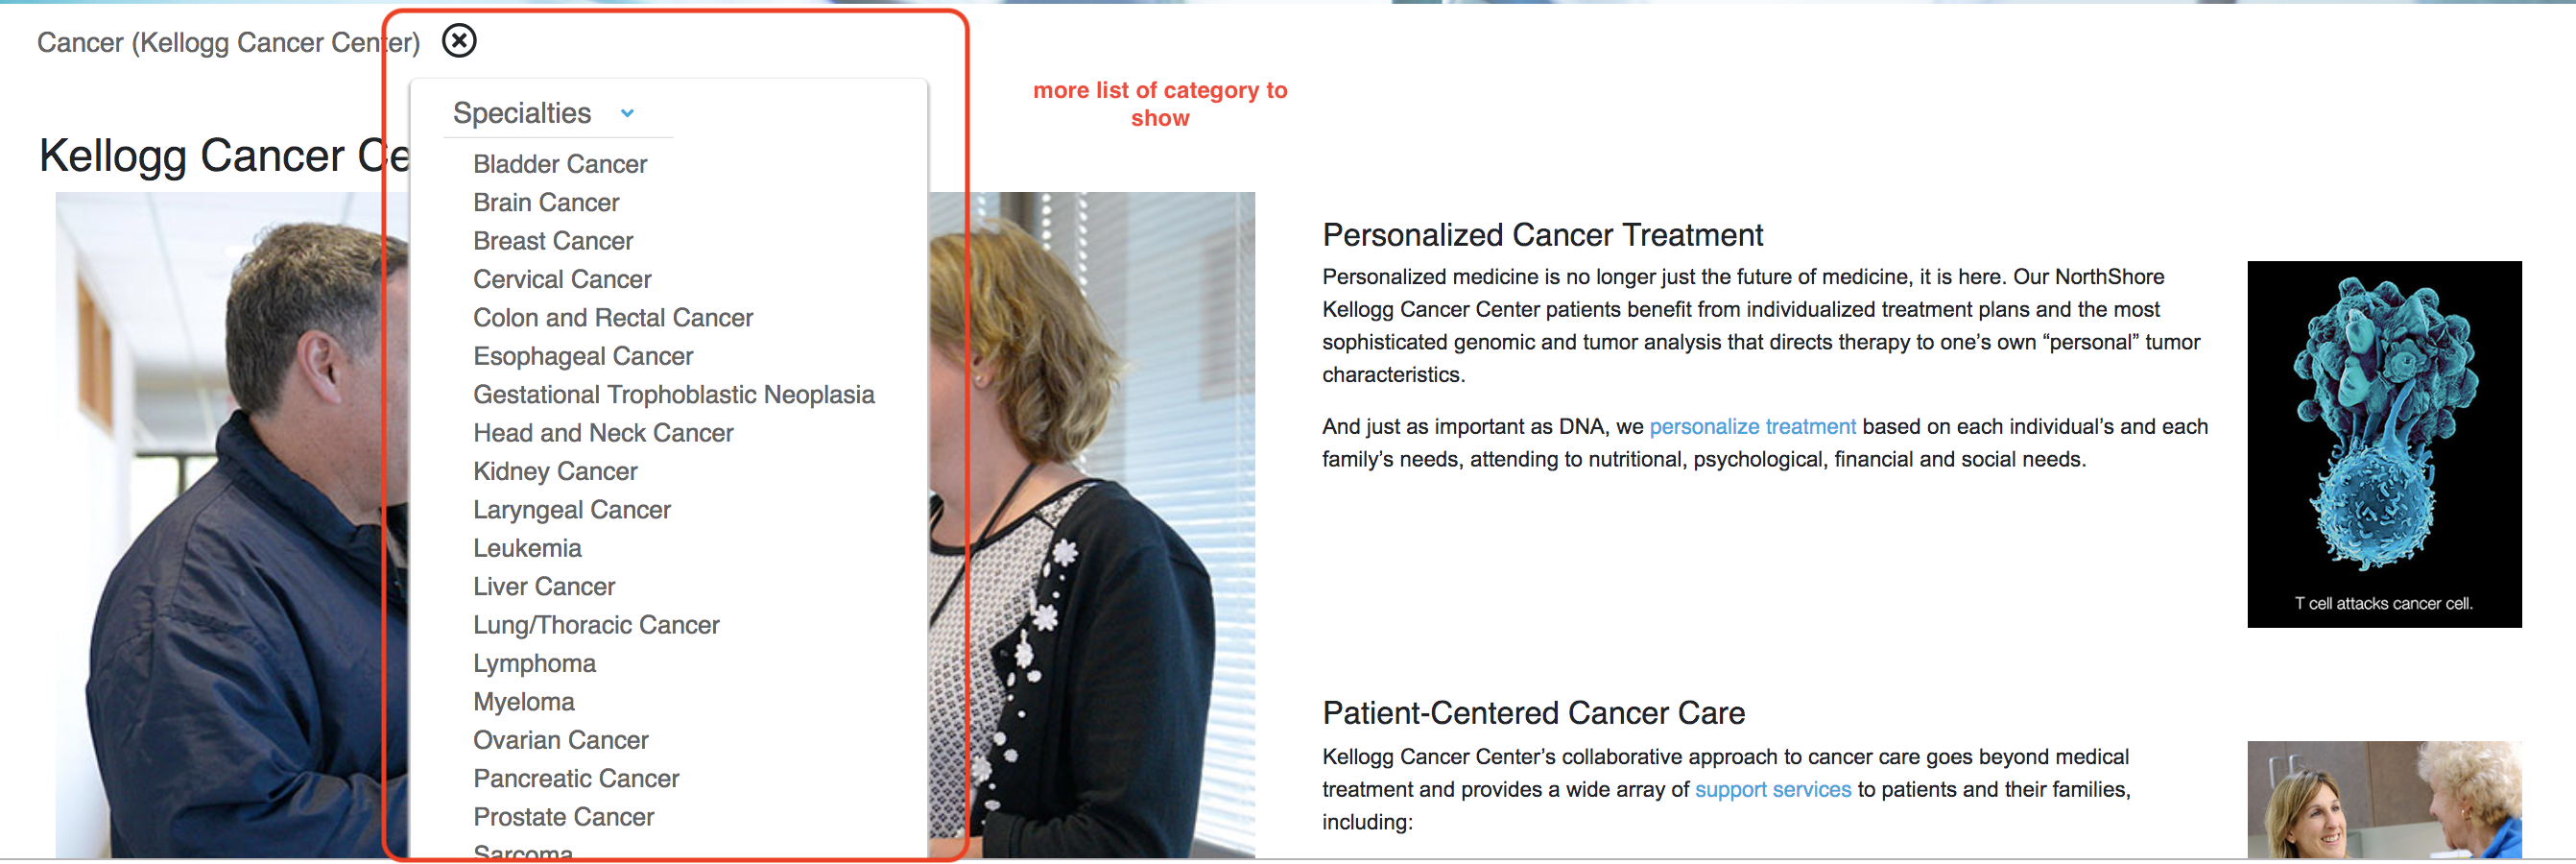 Cancer (Kellogg Cancer Center)
Specialties
more list of category to
show
Kellogg Cancer Ce
Bladder Cancer
Brain Cancer
Breast Cancer
Cervical Cancer
Colon and Rectal Cancer
Esophageal Cancer
Gestational Trophoblastic Neoplasia
Head and Neck Cancer
Kidney Cancer
Laryngeal Cancer
Leukemia
Liver Cancer
Lung/Thoracic Cancer
Lymphoma
Myeloma
Ovarian Cancer
Pancreatic Cancer
Prostate Cancer
Sarcoma
Personalized Cancer Treatment
Personalized medicine is no longer just the future of medicine, it is here. Our NorthShore
Kellogg Cancer Center patients benefit from individualized treatment plans and the most
sophisticated genomic and tumor analysis that directs therapy to one’s own “personal” tumor
characteristics.
And just as important as DNA, we personalize treatment based on each individual’s and each
family’s needs, attending to nutritional, psychological, financial and social needs.
T cell attacks cancer cell.
Patient-Centered Cancer Care
Kellogg Cancer Center’s collaborative approach to cancer care goes beyond medical
treatment and provides a wide array of support services to patients and their families,
including: